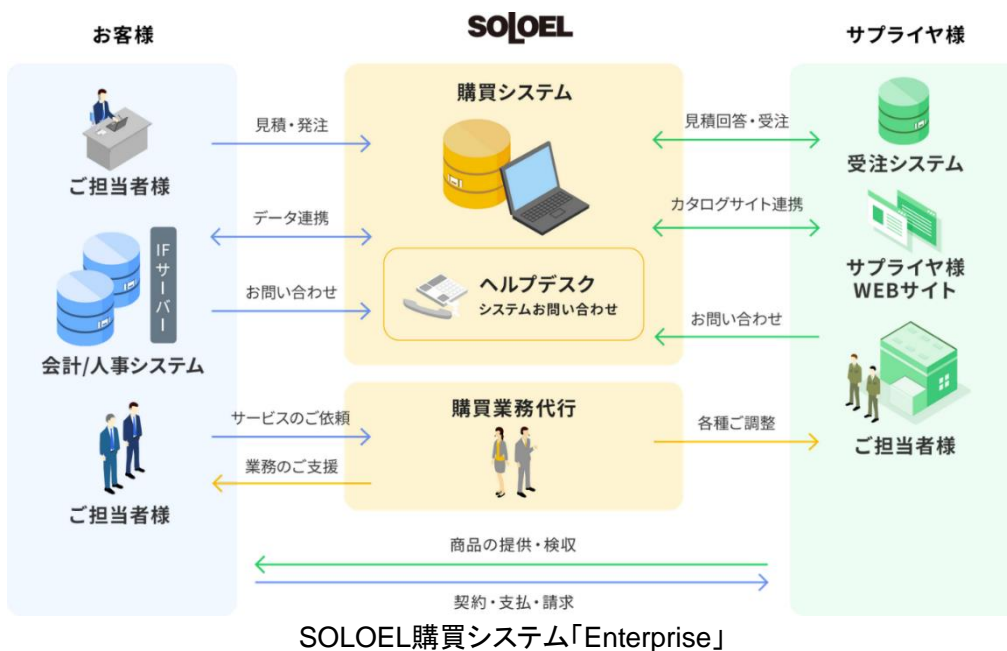 お客様
SOLOEL
サプライヤ様
購買システム
見積・発注
見積回答・受注
ご担当者様
受注システム
データ連携
カタログサイト連携
IFサーバー
ヘルプデスク
システムお問い合わせ
サプライヤ様
WEBサイト
お問い合わせ
お問い合わせ
会計/人事システム
購買業務代行
サービスのご依頼
各種ご調整
ご担当者様
業務のご支援
ご担当者様
商品の提供・検収
契約・支払・請求
SOLOEL購買システム「Enterprise」